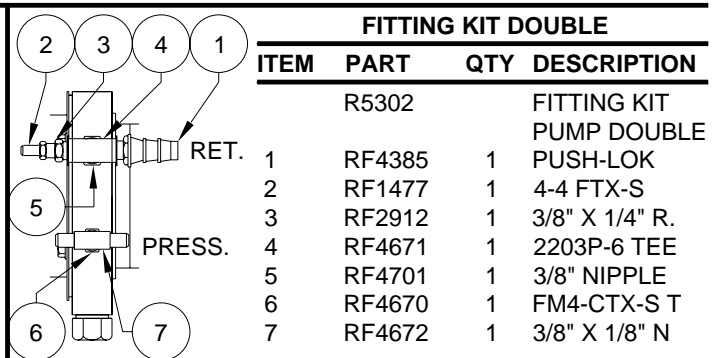 2 3 4 1
RET.
5
PRESS.
6 7
FITTING KIT DOUBLE
ITEM PART QTY DESCRIPTION
R5302 FITTING KIT
PUMP DOUBLE
1 RF4385 1 PUSH-LOK
2 RF1477 1 4-4 FTX-S
3 RF2912 1 3/8" X 1/4" R.
4 RF4671 1 2203P-6 TEE
5 RF4701 1 3/8" NIPPLE
6 RF4670 1 FM4-CTX-S T
7 RF4672 1 3/8" X 1/8" N